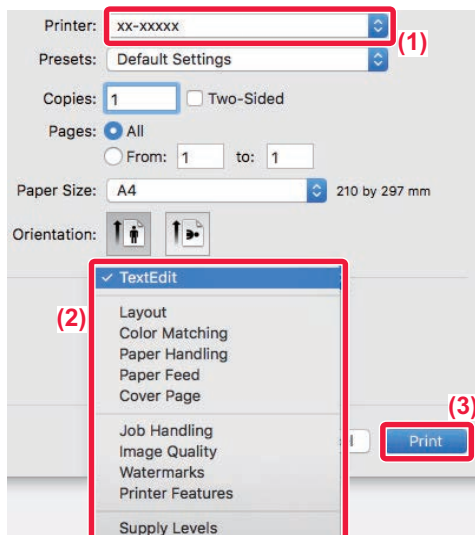 Printer: xx-xxxxx
(1)
Presets: Default Settings
Copies: 1 Two-Sided
Pages: All
From: 1 to: 1
Paper Size: A4 210 by 297 mm
Orientation:
✓ TextEdit
(2)
Layout
Color Matching
Paper Handling
Paper Feed
Cover Page
(3)
Job Handling
Image Quality
Watermarks
Printer Features
Print
Supply Levels